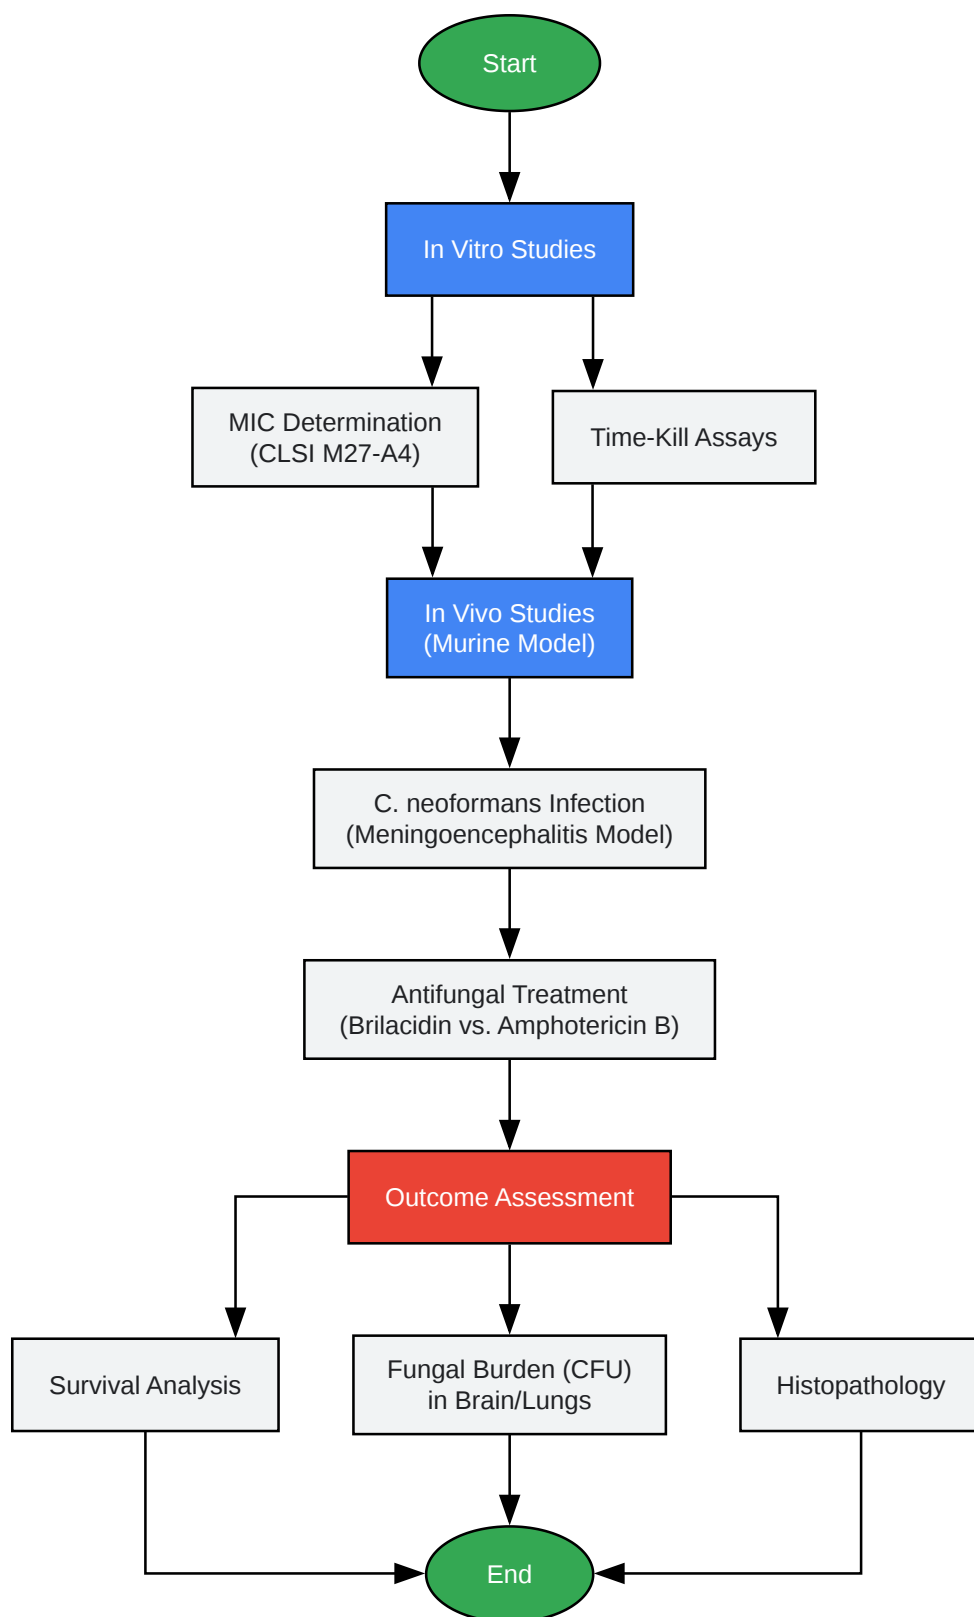 Start
In Vitro Studies
MIC Determination
(CLSI M27-A4)
Time-Kill Assays
In Vivo Studies
(Murine Model)
C. neoformans Infection
(Meningoencephalitis Model)
Antifungal Treatment
(Brilacidin vs. Amphotericin B)
Outcome Assessment
Survival Analysis
Fungal Burden (CFU)
in Brain/Lungs
Histopathology
End